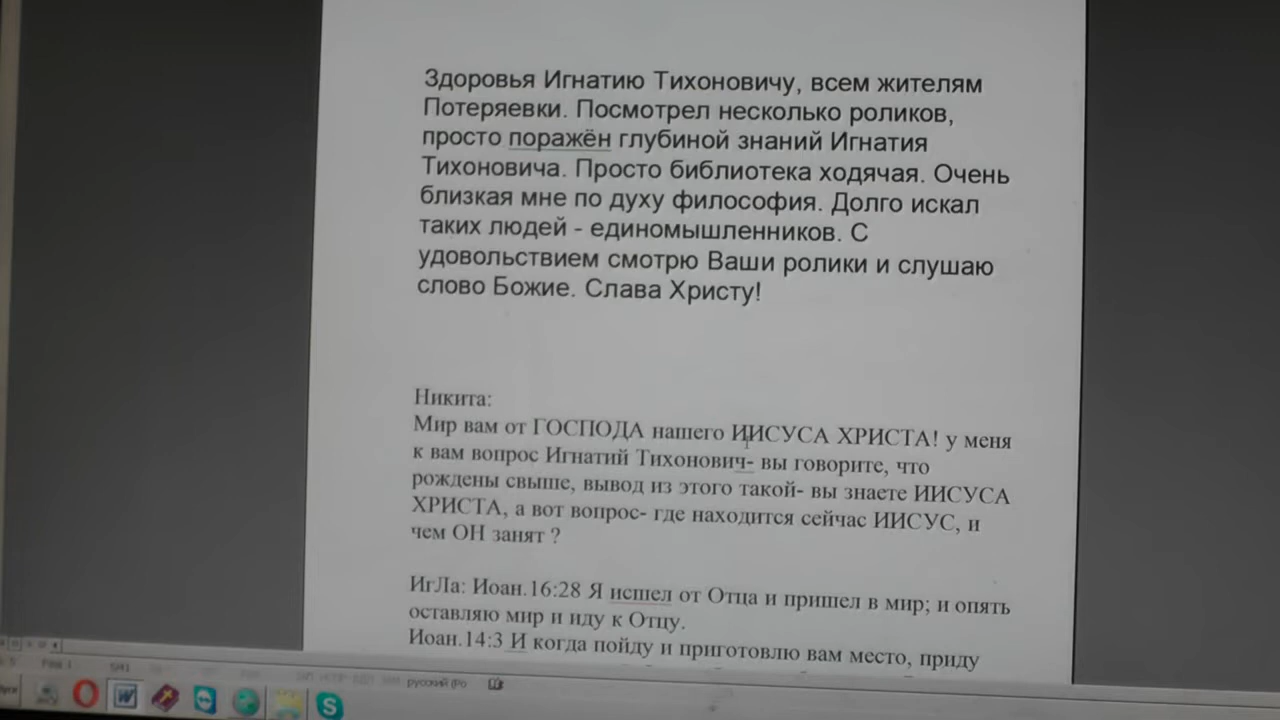 Здоровья Игнатию Тихоновичу, всем жителям
Потеряевки. Посмотрел несколько роликов,
просто поражён глубиной знаний Игнатия
Тихоновича. Просто библиотека ходячая. Очень
близкая мне по духу философия. Долго искал
таких людей - единомышленников. С
удовольствием смотрю Ваши ролики и слушаю
слово Божие. Слава Христу!
Никита:
Мир вам от ГОСПОДА нашего ИИСУСА ХРИСТА! у меня
к вам вопрос Игнатий Тихонович- вы говорите, что
рождены свыше, вывод из этого такой- вы знаете ИИСУСА
ХРИСТА, а вот вопрос- где находится сейчас ИИСУС, и
чем ОН занят ?
ИгЛа: Иоан.16:28 Я исшел от Отца и пришел в мир; и опять
оставляю мир и иду к Отцу.
Иоан.14:3 И когда пойду и приготовлю вам место, приду
русский (Ро